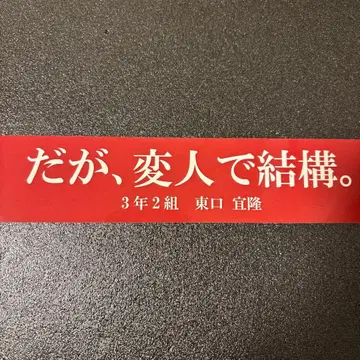 だが、変人で結構。
3年2組 東口 宜隆